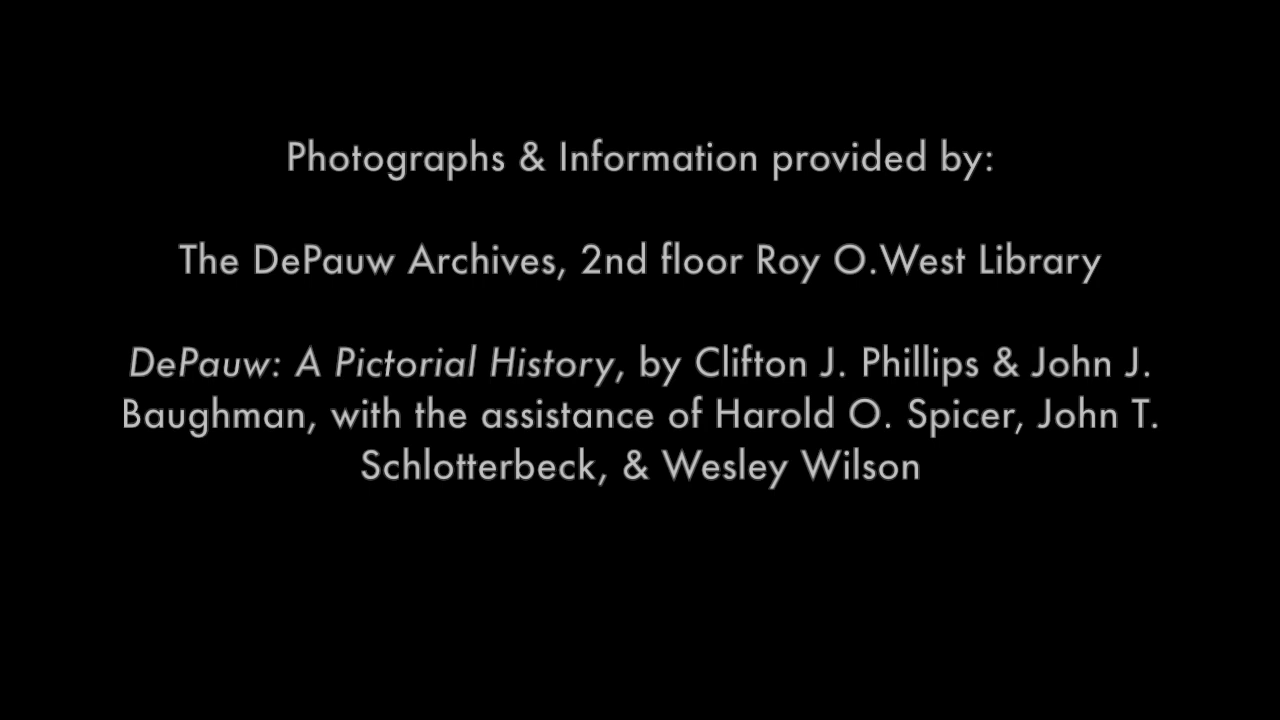 Photographs & Information provided by:
The DePauw Archives, 2nd floor Roy O.West Library
DePauw: A Pictorial History, by Clifton J. Phillips & John J.
Baughman, with the assistance of Harold O. Spicer, John T.
Schlotterbeck, & Wesley Wilson